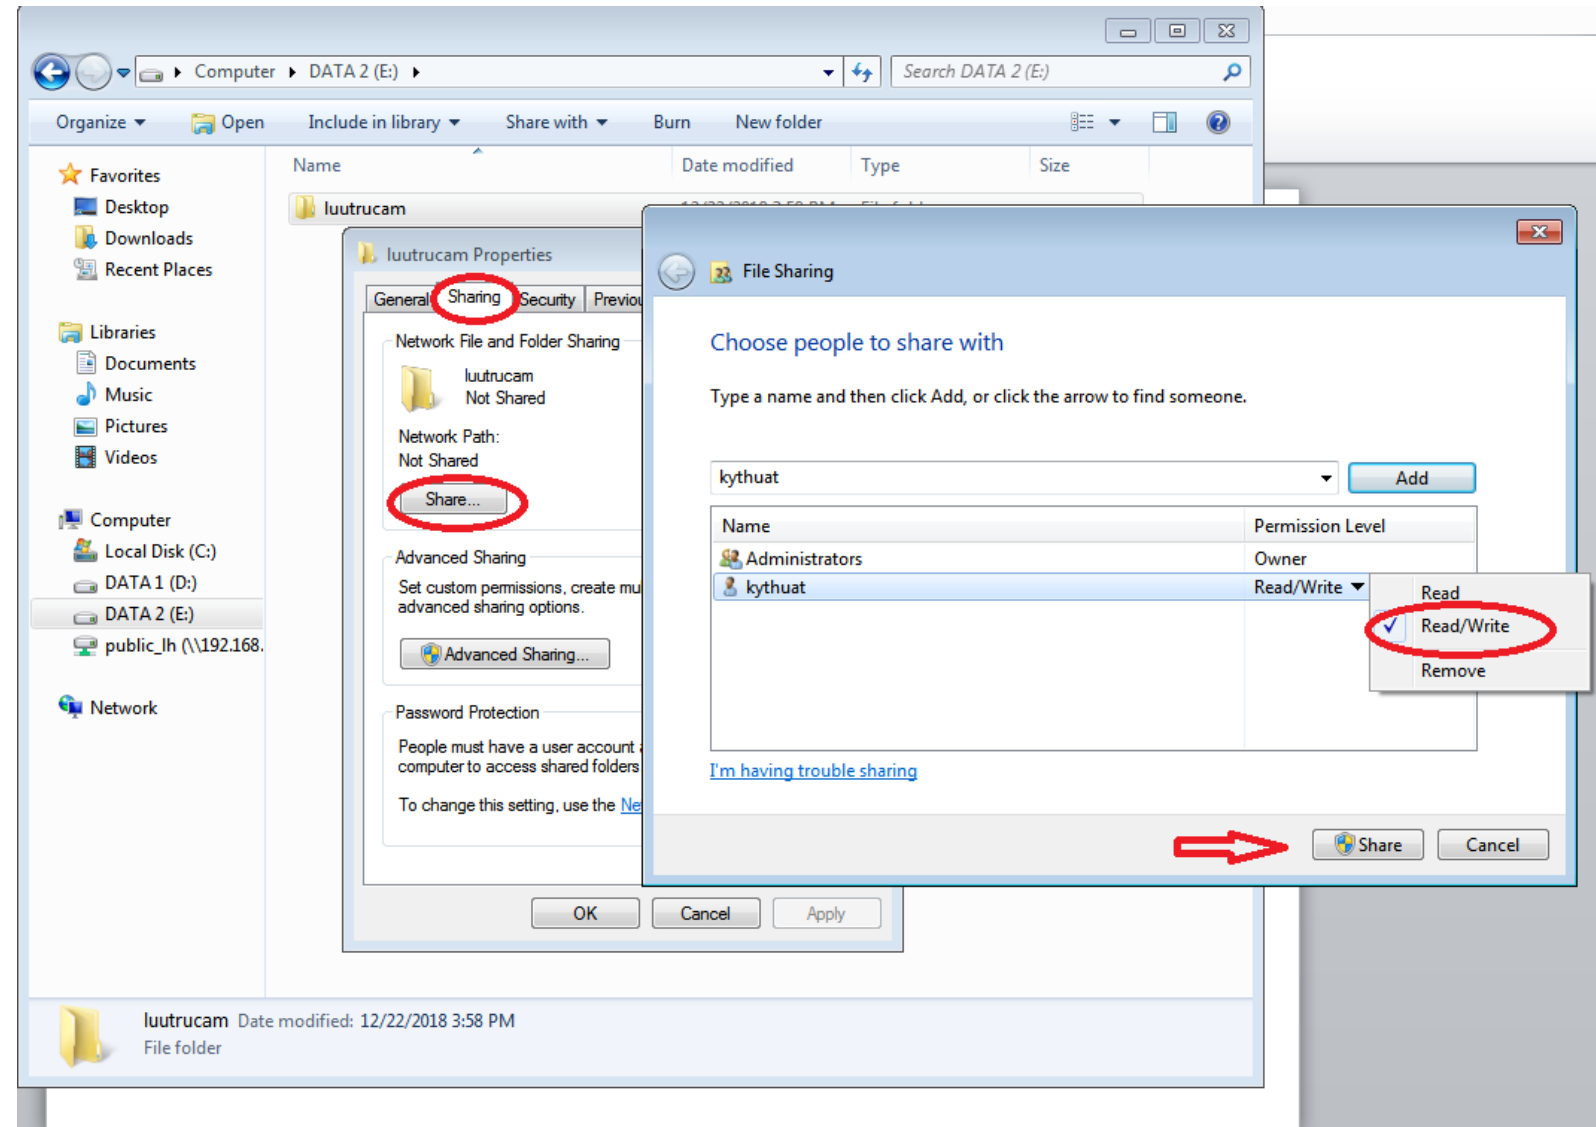 Computer
DATA 2 (E:)
Search DATA 2 (E:)
Organize
Open
Include in library
Share with
Burn
New folder
Favorites
Desktop
Downloads
Recent Places
Libraries
Documents
Music
Pictures
Videos
Computer
Local Disk (C:)
DATA 1 (D:)
DATA 2 (E:)
public_lh (\\192.168.
Network
Name
Date modified
Type
Size
luutrucam
luutrucam Properties
General
Sharing
Security
Previou
Network File and Folder Sharing
luutrucam
Not Shared
Network Path:
Not Shared
Share...
Advanced Sharing
Set custom permissions, create mu
advanced sharing options.
Advanced Sharing...
Password Protection
People must have a user account
computer to access shared folders
To change this setting, use the Ne
OK
Cancel
Apply
File Sharing
Choose people to share with
Type a name and then click Add, or click the arrow to find someone.
kythuat
Add
Name
Permission Level
Administrators
Owner
kythuat
Read/Write
Read
Read/Write
Remove
I'm having trouble sharing
Share
Cancel
luutrucam Date modified: 12/22/2018 3:58 PM
File folder